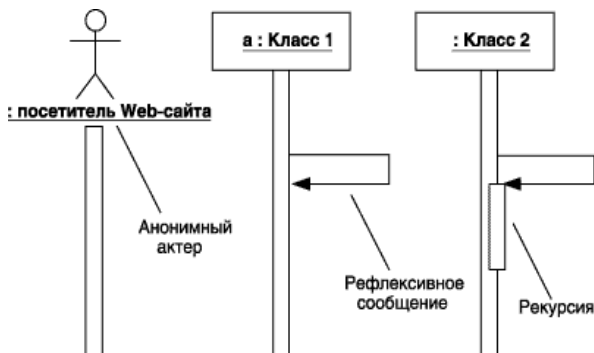 a : Класс 1
: Класс 2
: посетитель Web-сайта
Анонимный
актер
Рефлексивное
сообщение
Рекурсия